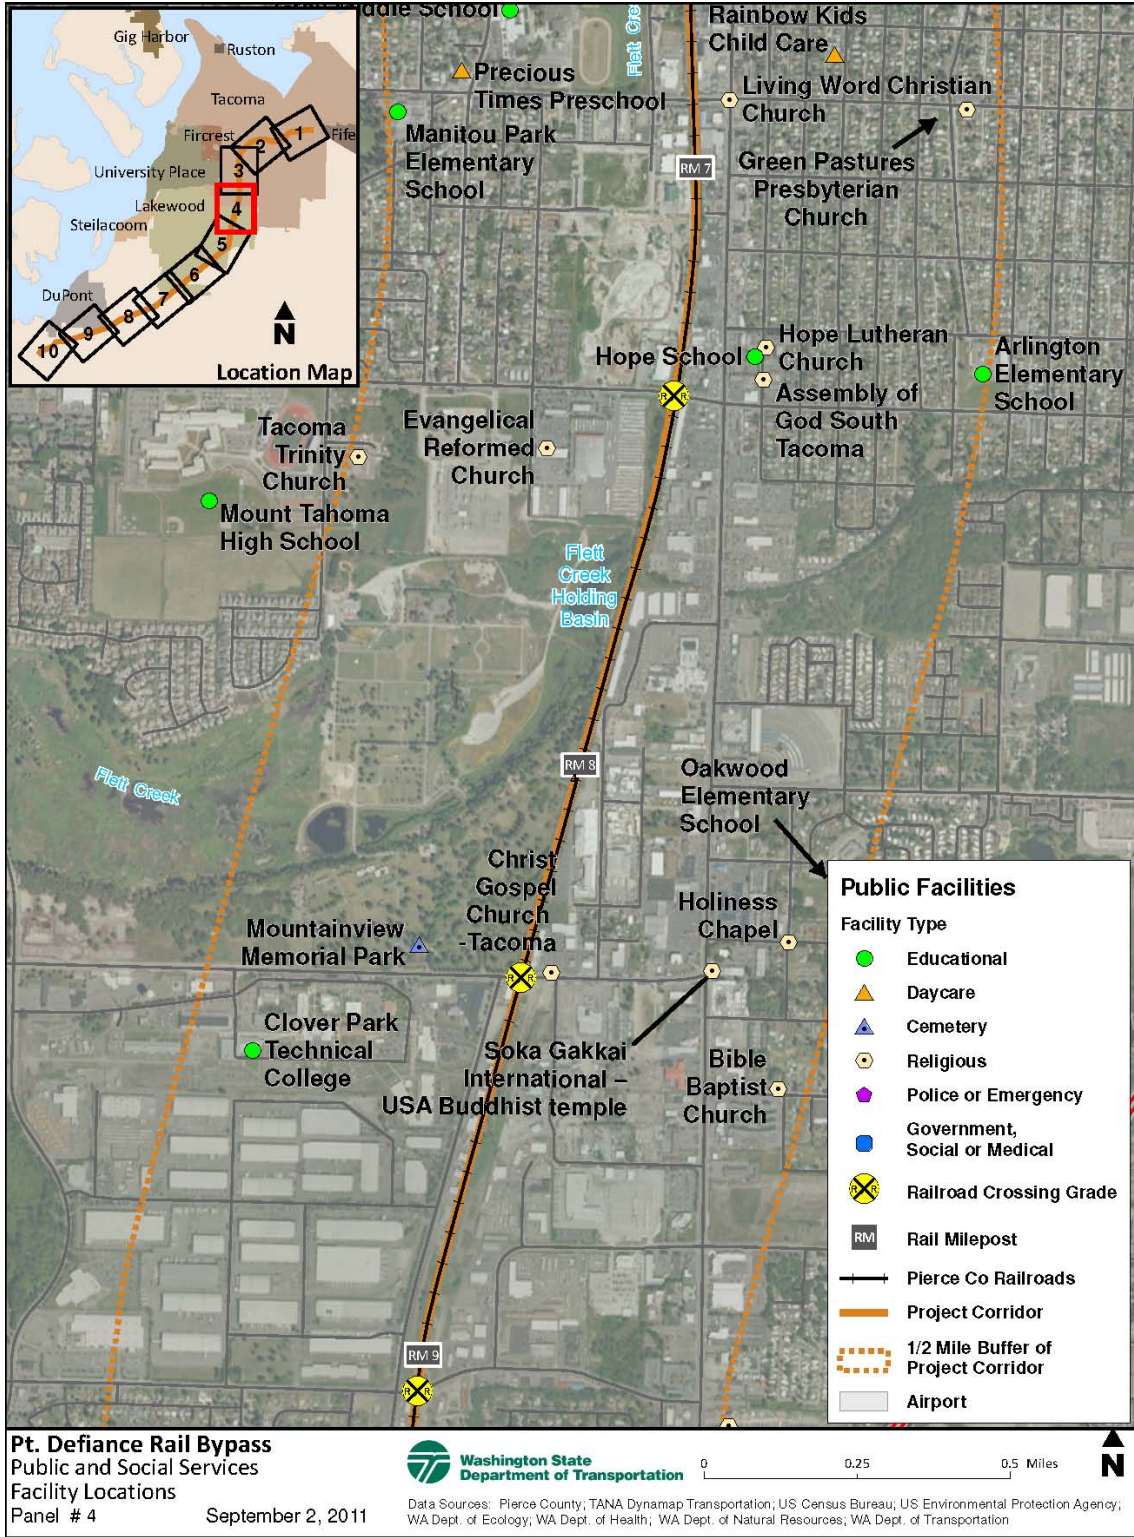 Gig Harbor
Ruston
Tacoma
Fircrest
Fife
University Place
Lakewood
Steilacoom
DuPont
1
2
3
4
5
6
7
8
9
10
N
Location Map
Middle School
Flett
Rainbow Kids
Child Care
Precious
Times Preschool
Living Word Christian
Church
Manitou Park
Elementary
School
RM 7
Green Pastures
Presbyterian
Church
Hope School
Hope Lutheran
Church
Arlington
Elementary
School
Assembly of
God South
Tacoma
Tacoma
Trinity
Church
Evangelical
Reformed
Church
Mount Tahoma
High School
Flett
Creek
Holding
Basin
RM 8
Flett Creek
Oakwood
Elementary
School
Christ
Gospel
Church
-Tacoma
Holiness
Chapel
Mountainview
Memorial Park
Clover Park
Technical
College
Soka Gakkai
International –
USA Buddhist temple
Bible
Baptist
Church
RM 9
Public Facilities
Facility Type
Educational
Daycare
Cemetery
Religious
Police or Emergency
Government,
Social or Medical
R R
Railroad Crossing Grade
RM
Rail Milepost
Pierce Co Railroads
Project Corridor
1/2 Mile Buffer of
Project Corridor
Airport
Pt. Defiance Rail Bypass
Public and Social Services
Facility Locations
Panel # 4 September 2, 2011
Washington State
Department of Transportation
0 0.25 0.5 Miles
N
Data Sources: Pierce County; TANA Dynamap Transportation; US Census Bureau; US Environmental Protection Agency;
WA Dept. of Ecology; WA Dept. of Health; WA Dept. of Natural Resources; WA Dept. of Transportation